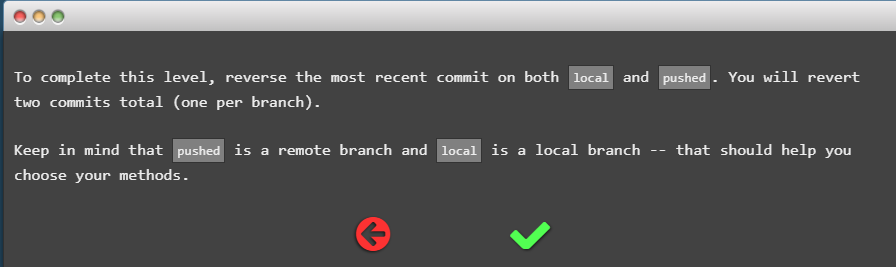 To complete this level, reverse the most recent commit on both local and pushed. You will revert
two commits total (one per branch).
Keep in mind that pushed is a remote branch and local is a local branch -- that should help you
choose your methods.